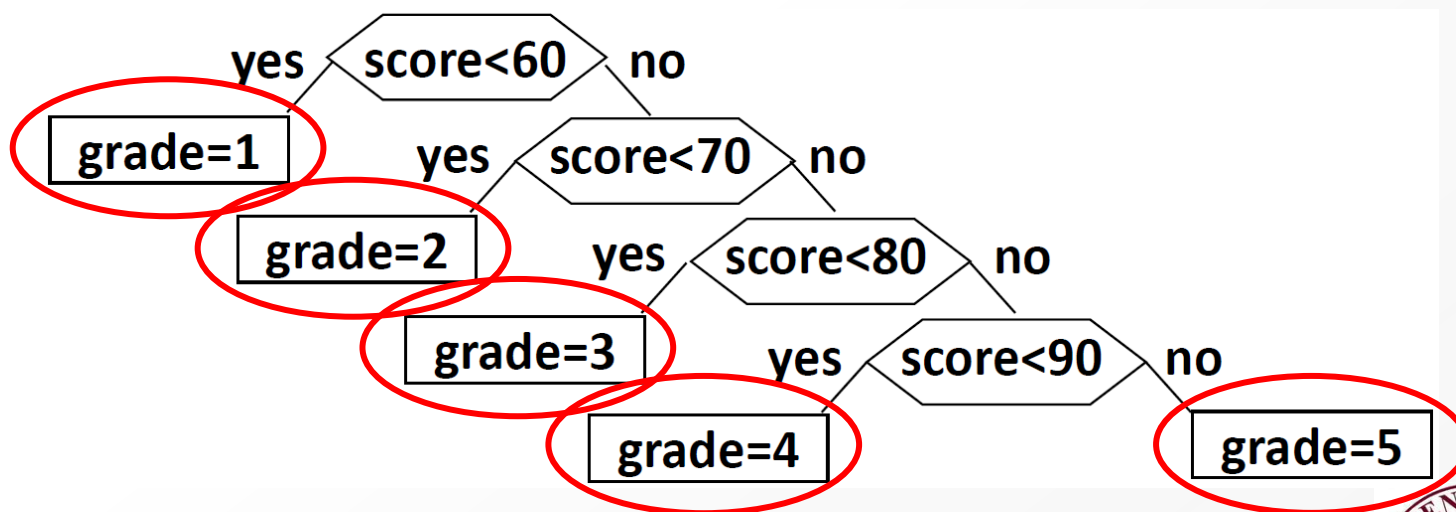 yes score<60 no
grade=1 yes score<70 no
grade=2 yes score<80 no
grade=3 yes score<90 no
grade=4 grade=5
EN